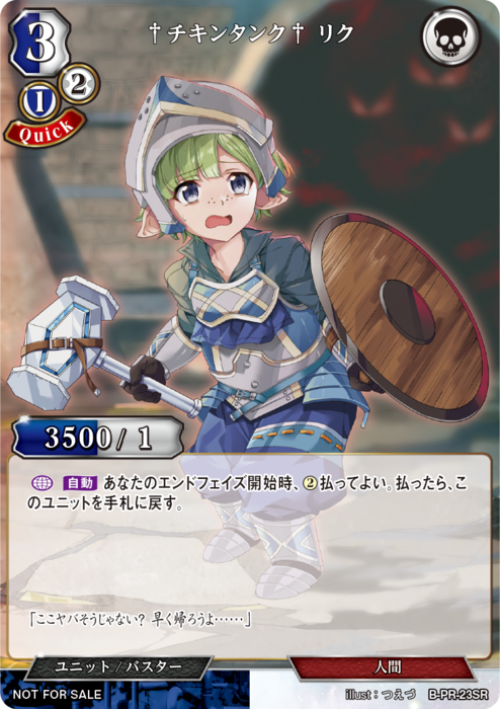 3
†チキンタンク† リク
1
2
Quick
3500 / 1
自動 あなたのエンドフェイズ開始時、②払ってよい。払ったら、こ
のユニットを手札に戻す。
「ここヤバそうじゃない? 早く帰ろうよ……」
ユニット / バスター
人間
NOT FOR SALE
illust：つえづ
B-PR-23SR